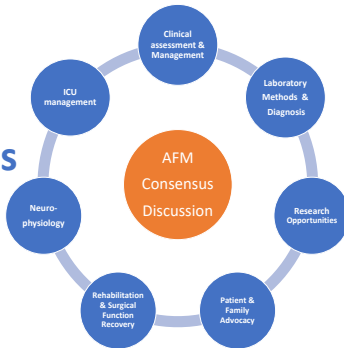 Clinical
assessment &
Management
Laboratory
Methods &
Diagnosis
Research
Opportunities
Patient &
Family
Advocacy
Rehabilitation
& Surgical
Function
Recovery
Neuro-
physiology
ICU
management
AFM
Consensus
Discussion
s